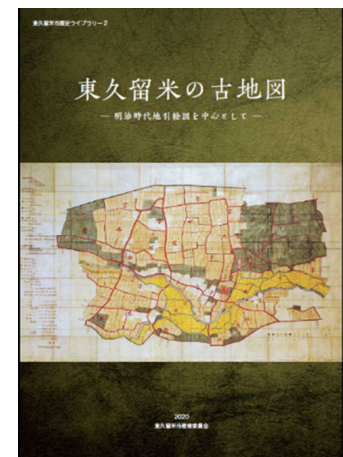 東久留米市歴史ライブラリー2
東久留米の古地図
― 明治時代地引絵図を中心として ―
2020
東久留米市教育委員会